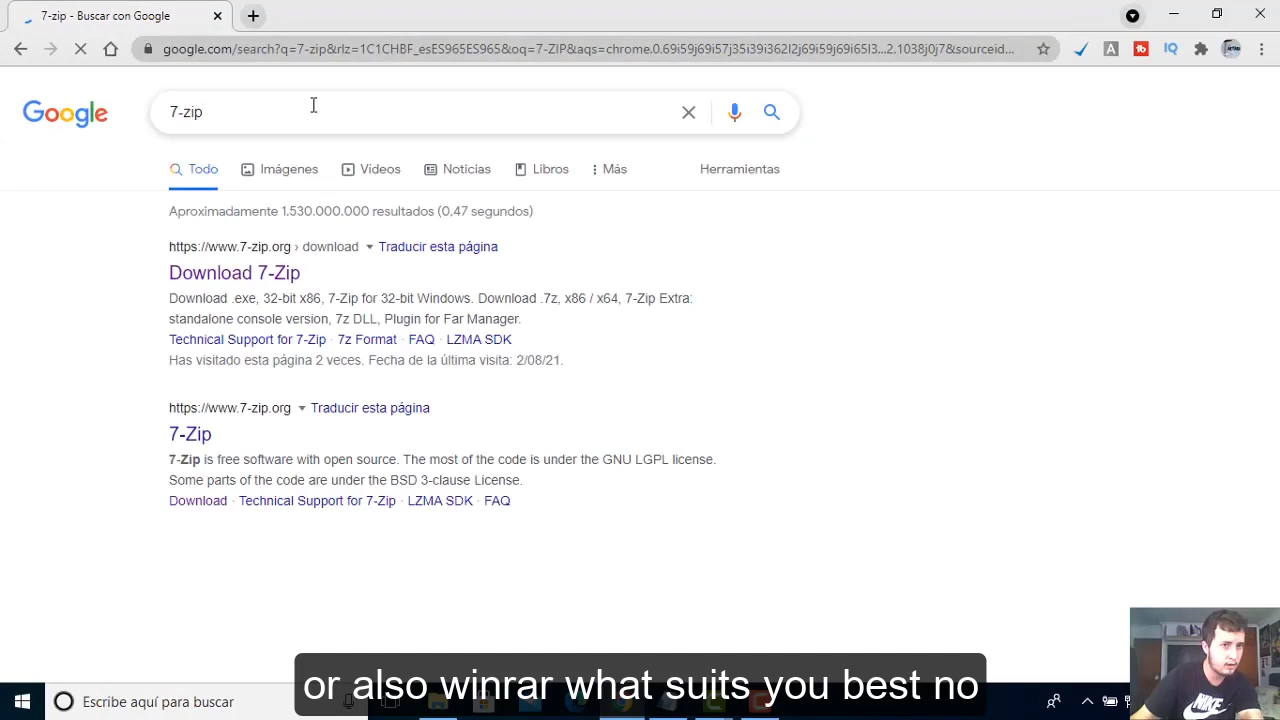 7-zip - Buscar con Google
google.com/search?q=7-zip&rlz=1C1CHBF_esES965ES965&oq=7-ZIP&aqs=chrome.0.69i59j69i57j35i39i362l2j69i59j69i65l3...2.1038j0j7&sourceid...
Google
7-zip
Todo Imágenes Vídeos Noticias Libros Más Herramientas
Aproximadamente 1.530.000.000 resultados (0,47 segundos)
https://www.7-zip.org › download Traducir esta página
Download 7-Zip
Download .exe, 32-bit x86, 7-Zip for 32-bit Windows. Download .7z, x86 / x64, 7-Zip Extra:
standalone console version, 7z DLL, Plugin for Far Manager.
Technical Support for 7-Zip · 7z Format · FAQ · LZMA SDK
Has visitado esta página 2 veces. Fecha de la última visita: 2/08/21.
https://www.7-zip.org Traducir esta página
7-Zip
7-Zip is free software with open source. The most of the code is under the GNU LGPL license.
Some parts of the code are under the BSD 3-clause License.
Download · Technical Support for 7-Zip · LZMA SDK · FAQ
or also winrar what suits you best no
Escribe aquí para buscar
NIKE